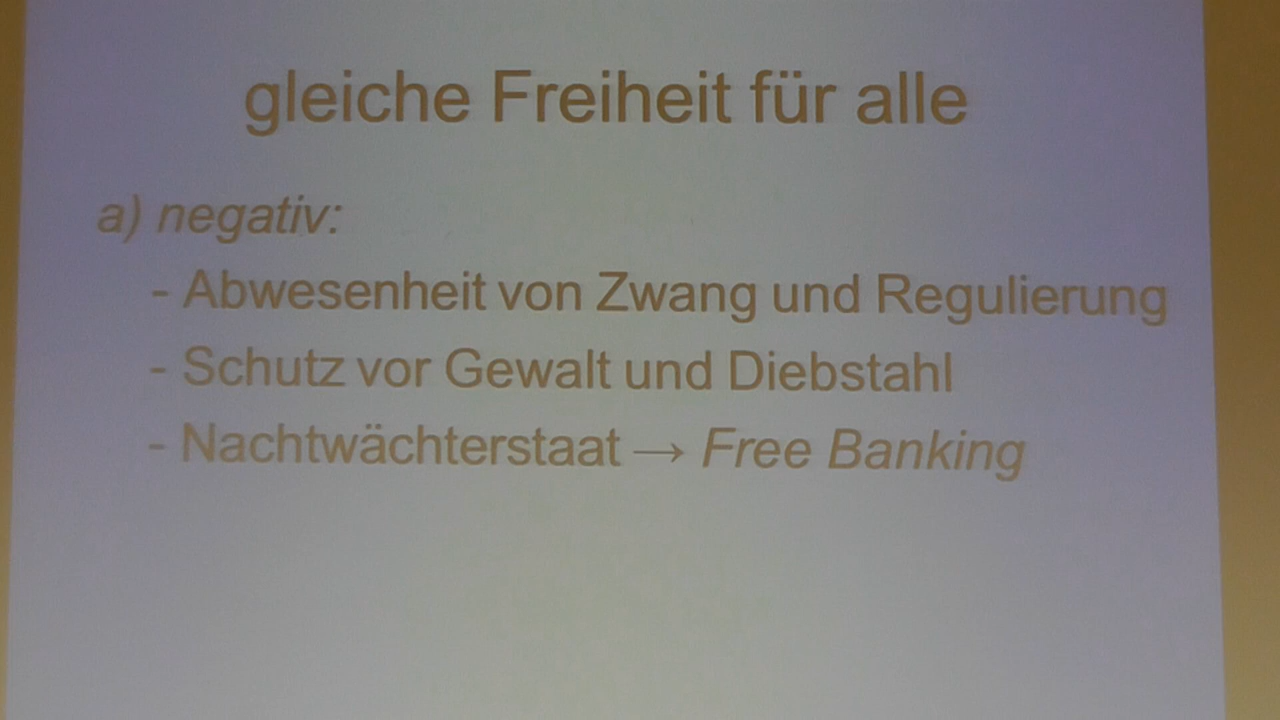 gleiche Freiheit für alle
a) negativ:
- Abwesenheit von Zwang und Regulierung
- Schutz vor Gewalt und Diebstahl
- Nachtwächterstaat → Free Banking